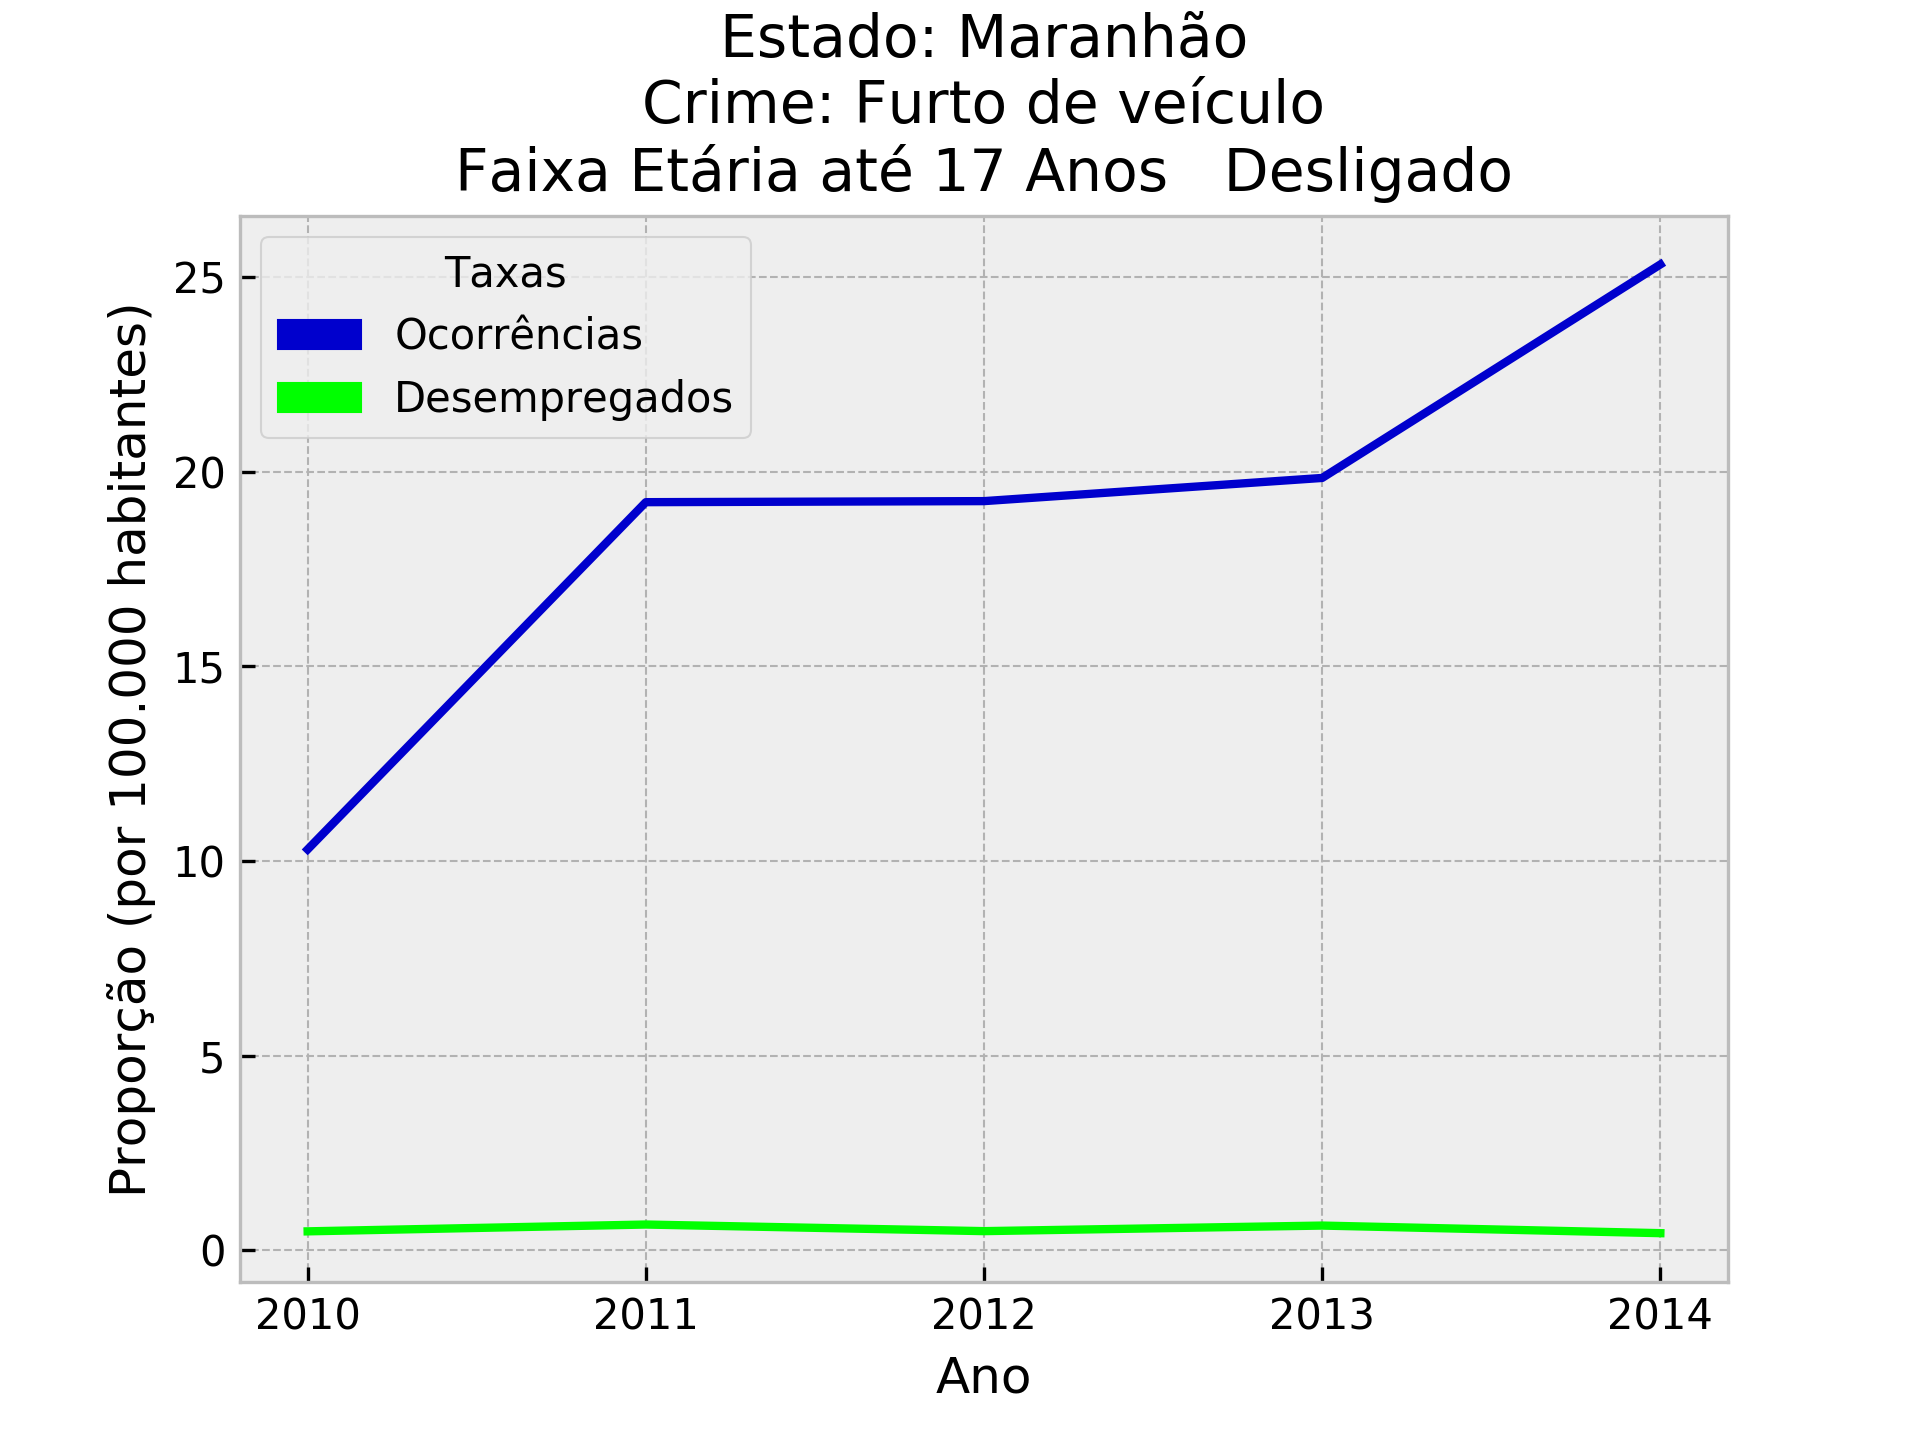 Estado: Maranhão
Crime: Furto de veículo
Faixa Etária até 17 Anos   Desligado
Taxas
Ocorrências
Desempregados
Proporção (por 100.000 habitantes)
25
20
15
10
5
0
2010 2011 2012 2013 2014
Ano